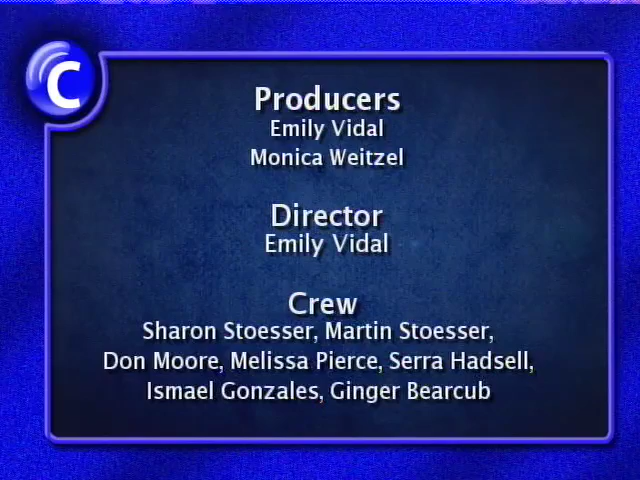 C
Producers
Emily Vidal
Monica Weitzel
Director
Emily Vidal
Crew
Sharon Stoesser, Martin Stoesser,
Don Moore, Melissa Pierce, Serra Hadsell,
Ismael Gonzales, Ginger Bearcub